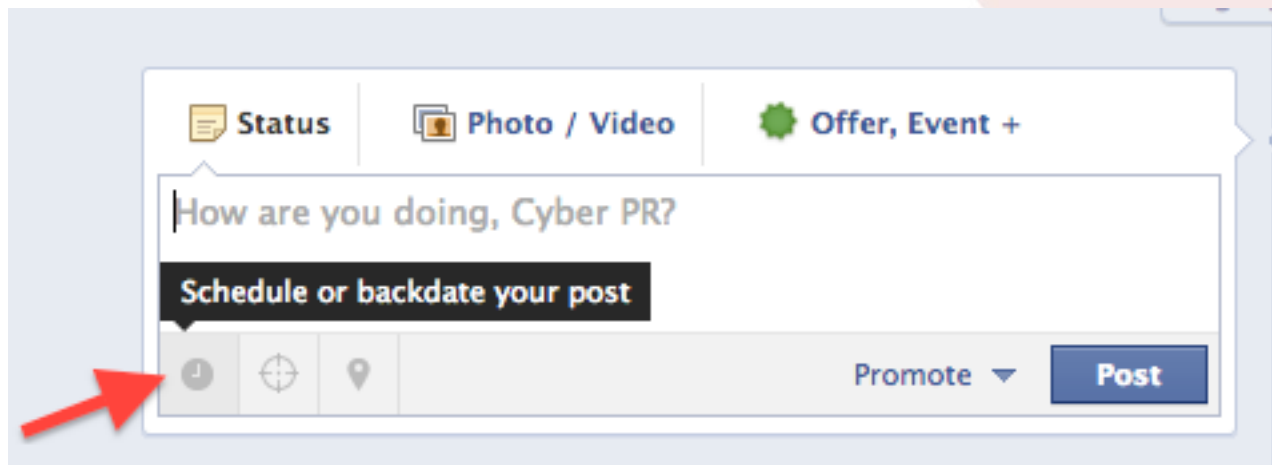 Status Photo / Video Offer, Event +
How are you doing, Cyber PR?
Schedule or backdate your post
Promote Post